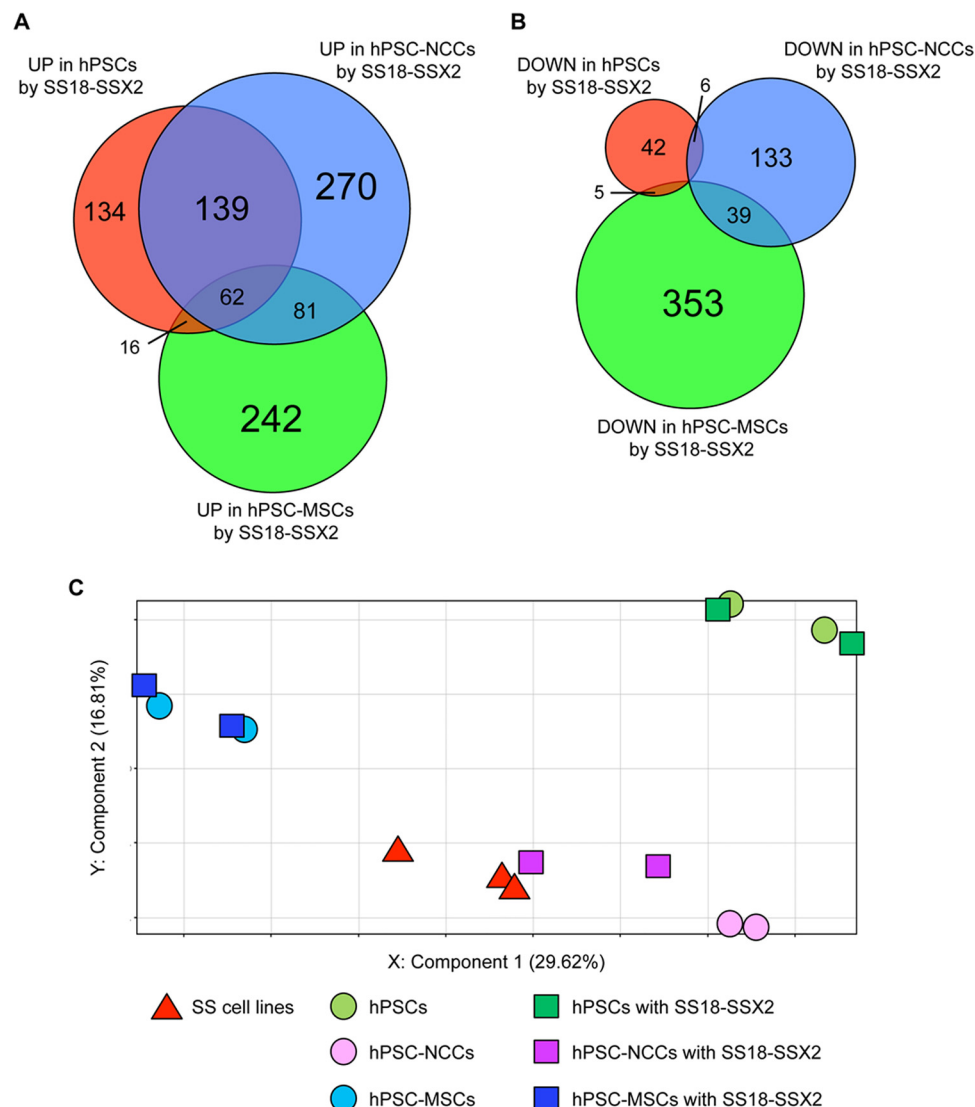 A
UP in hPSCs
by SS18-SSX2
UP in hPSC-NCCs
by SS18-SSX2
134
139
270
62
81
16
242
UP in hPSC-MSCs
by SS18-SSX2
B
DOWN in hPSCs
by SS18-SSX2
DOWN in hPSC-NCCs
by SS18-SSX2
6
42
133
5
39
353
DOWN in hPSC-MSCs
by SS18-SSX2
C
Y: Component 2 (16.81%)
X: Component 1 (29.62%)
SS cell lines
hPSCs
hPSCs with SS18-SSX2
hPSC-NCCs
hPSC-NCCs with SS18-SSX2
hPSC-MSCs
hPSC-MSCs with SS18-SSX2